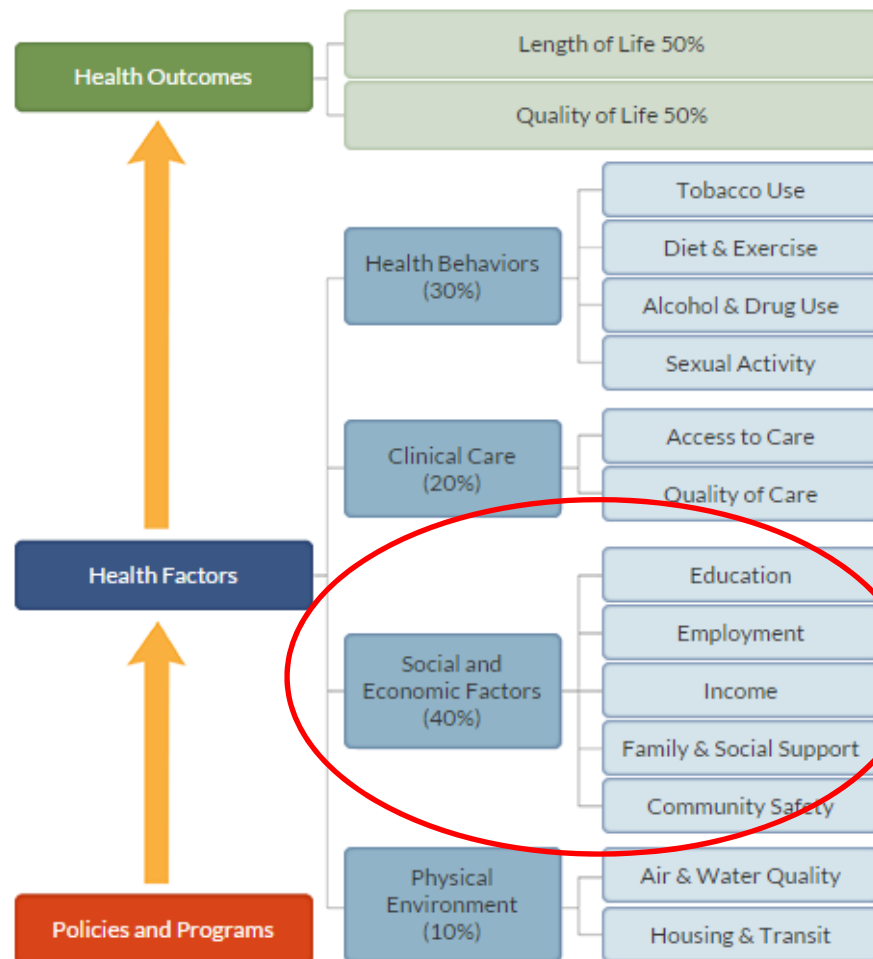 Health Outcomes
Length of Life 50%
Quality of Life 50%
Health Factors
Health Behaviors
(30%)
Tobacco Use
Diet & Exercise
Alcohol & Drug Use
Sexual Activity
Clinical Care
(20%)
Access to Care
Quality of Care
Social and
Economic Factors
(40%)
Education
Employment
Income
Family & Social Support
Community Safety
Physical
Environment
(10%)
Air & Water Quality
Housing & Transit
Policies and Programs